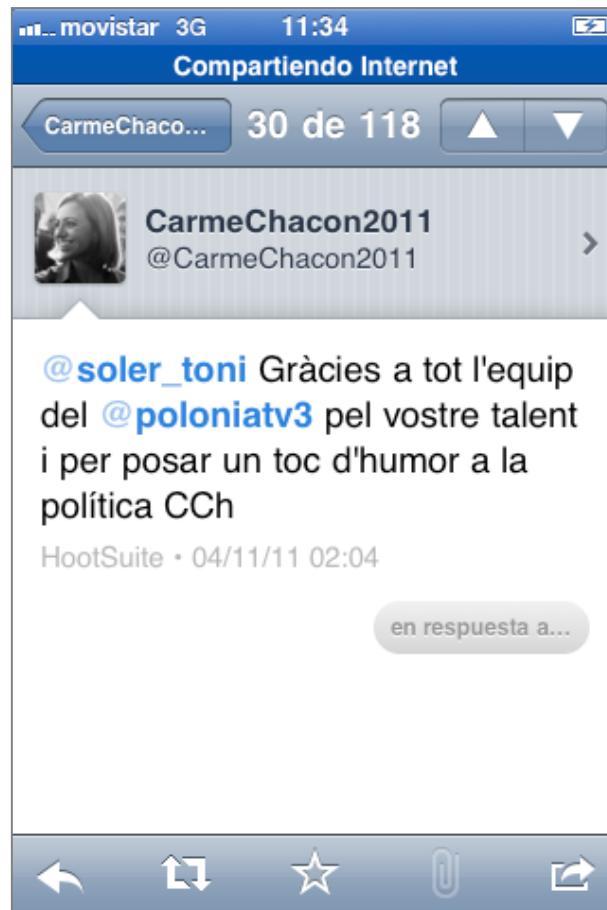 movistar 3G 11:34
Compartiendo Internet
CarmeChaco... 30 de 118
CarmeChacon2011
@CarmeChacon2011
@soler_toni Gràcies a tot l'equip
del @poloniatv3 pel vostre talent
i per posar un toc d'humor a la
política CCh
HootSuite • 04/11/11 02:04
en respuesta a...